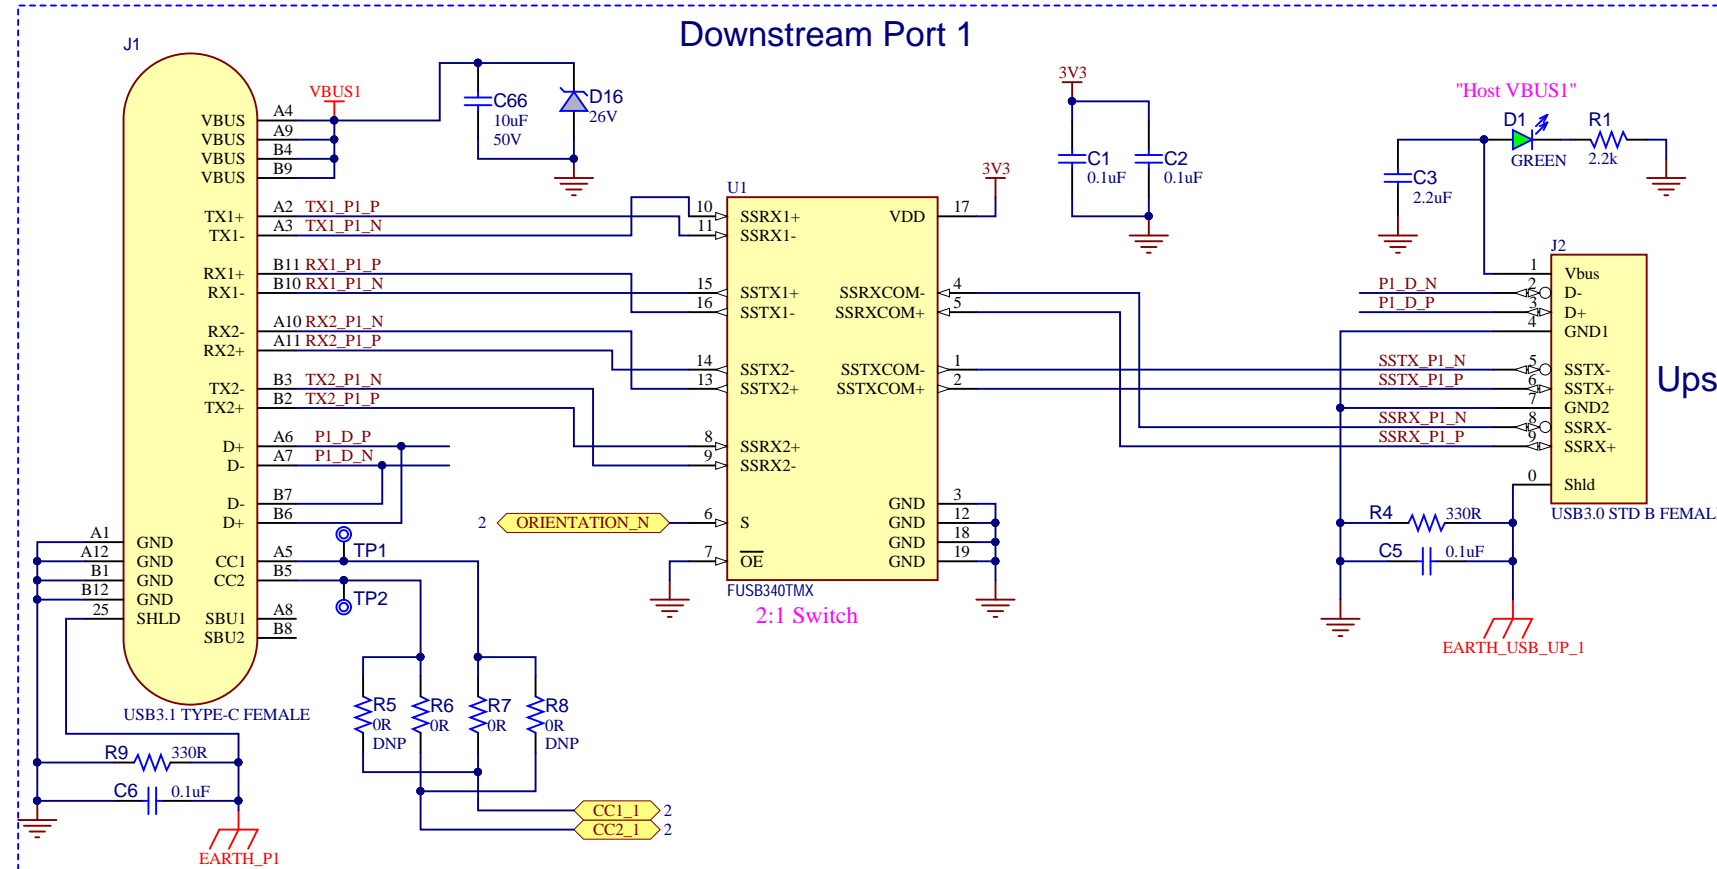 Downstream Port 1
J1
VBUS1
C66
10uF
50V
D16
26V
3V3
C1
0.1uF
C2
0.1uF
"Host VBUS1"
D1
GREEN
R1
2.2k
C3
2.2uF
VBUS A4
VBUS A9
VBUS B4
VBUS B9
TX1+ A2 TX1_P1_P
TX1- A3 TX1_P1_N
RX1+ B11 RX1_P1_P
RX1- B10 RX1_P1_N
RX2- A10 RX2_P1_N
RX2+ A11 RX2_P1_P
TX2- B3 TX2_P1_N
TX2+ B2 TX2_P1_P
D+ A6 P1_D_P
D- A7 P1_D_N
D- B7
D+ B6
A1 GND
A12 GND
B1 GND
B12 GND
25 SHLD
CC1 A5
CC2 B5
SBU1 A8
SBU2 B8
TP1
TP2
USB3.1 TYPE-C FEMALE
R9 330R
C6 0.1uF
EARTH_P1
R5
0R
DNP
R6
0R
R7
0R
R8
0R
DNP
CC1_1 2
CC2_1 2
U1
3V3
10 SSRX1+
11 SSRX1-
15 SSTX1+
16 SSTX1-
14 SSTX2-
13 SSTX2+
8 SSRX2+
9 SSRX2-
2 ORIENTATION_N 6 S
7 OE
VDD 17
SSRXCOM- 4
SSRXCOM+ 5
SSTXCOM- 1
SSTXCOM+ 2
GND 3
GND 12
GND 18
GND 19
FUSB340TMX
2:1 Switch
J2
1 Vbus
P1_D_N 2 D-
P1_D_P 3 D+
4 GND1
SSTX_P1_N 5 SSTX-
SSTX_P1_P 6 SSTX+
7 GND2
SSRX_P1_N 8 SSRX-
SSRX_P1_P 9 SSRX+
0 Shld
USB3.0 STD B FEMAL
Ups
R4 330R
C5 0.1uF
EARTH_USB_UP_1